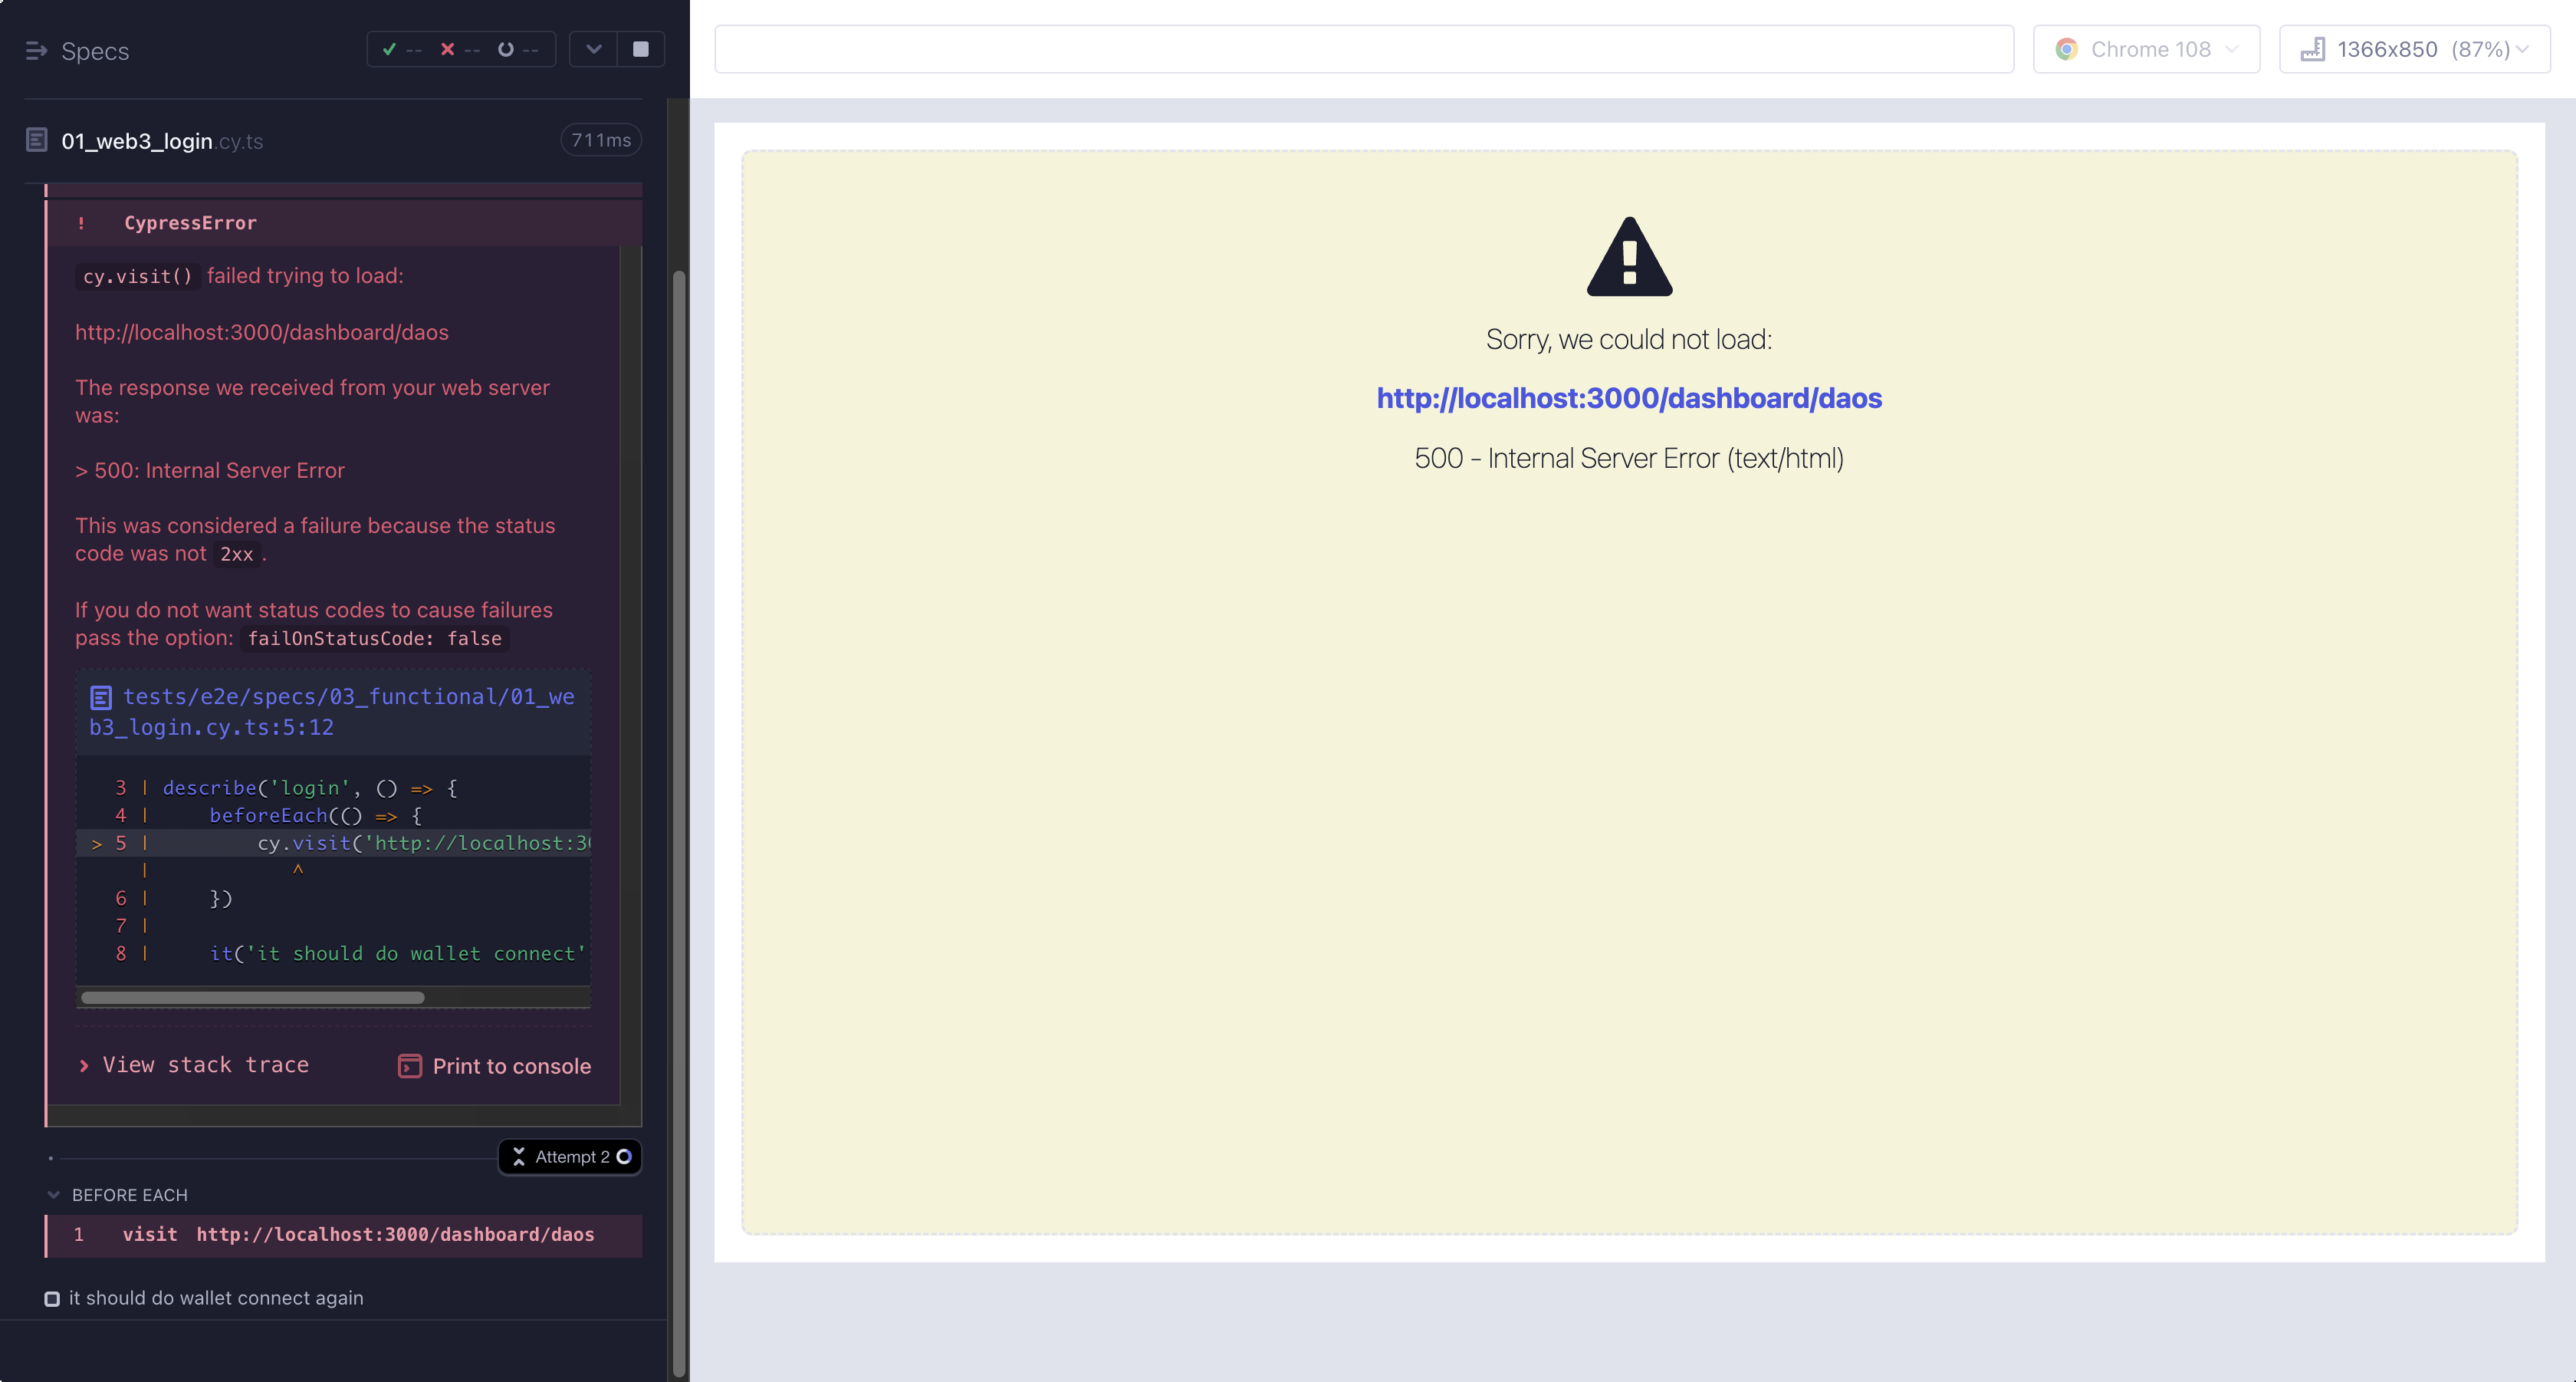 Specs
-- -- --
01_web3_login.cy.ts 711ms
! CypressError
cy.visit() failed trying to load:
http://localhost:3000/dashboard/daos
The response we received from your web server
was:
> 500: Internal Server Error
This was considered a failure because the status
code was not 2xx.
If you do not want status codes to cause failures
pass the option: failOnStatusCode: false
tests/e2e/specs/03_functional/01_we
b3_login.cy.ts:5:12
3 | describe('login', () => {
4 | beforeEach(() => {
> 5 | cy.visit('http://localhost:3
| ^
6 | })
7 |
8 | it('it should do wallet connect'
View stack trace
Print to console
Attempt 2
BEFORE EACH
1 visit http://localhost:3000/dashboard/daos
it should do wallet connect again
Chrome 108
1366x850 (87%)
Sorry, we could not load:
http://localhost:3000/dashboard/daos
500 - Internal Server Error (text/html)